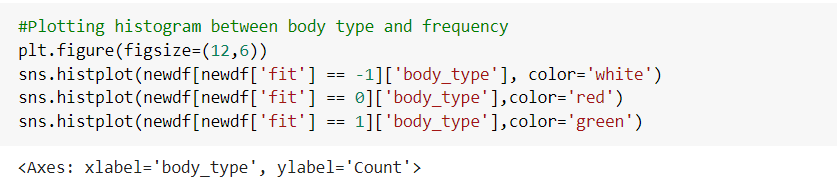 #Plotting histogram between body type and frequency
plt.figure(figsize=(12,6))
sns.histplot(newdf[newdf['fit'] == -1]['body_type'], color='white')
sns.histplot(newdf[newdf['fit'] == 0]['body_type'],color='red')
sns.histplot(newdf[newdf['fit'] == 1]['body_type'],color='green')
<Axes: xlabel='body_type', ylabel='Count'>